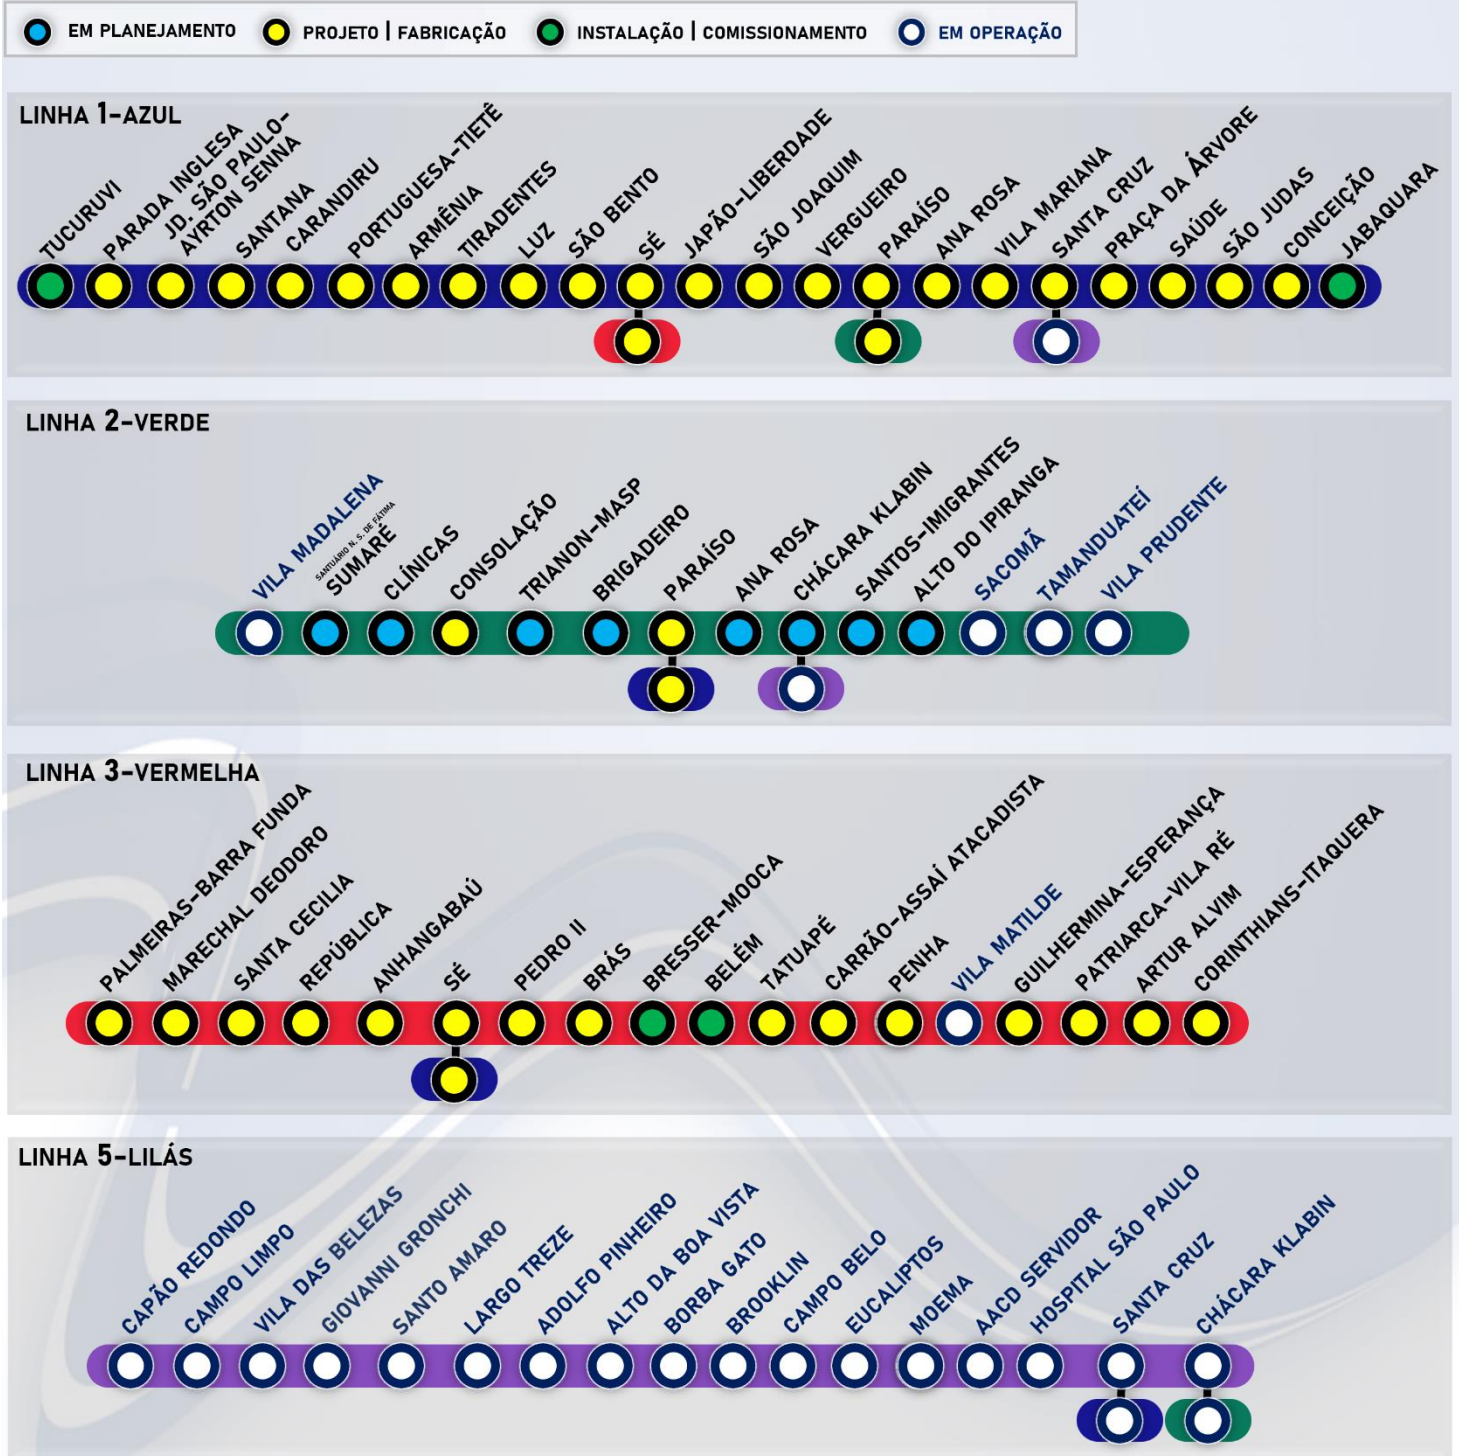 EM PLANEJAMENTO
PROJETO | FABRICAÇÃO
INSTALAÇÃO | COMISSIONAMENTO
EM OPERAÇÃO
LINHA 1-AZUL
TUCURUVI
PARADA INGLESA
JD. SÃO PAULO-
AYRTON SENNA
SANTANA
CARANDIRU
PORTUGUESA-TIETÊ
ARMÊNIA
TIRADENTES
LUZ
SÃO BENTO
SÉ
JAPÃO-LIBERDADE
SÃO JOAQUIM
VERGUEIRO
PARAÍSO
ANA ROSA
VILA MARIANA
SANTA CRUZ
PRAÇA DA ÁRVORE
SAÚDE
SÃO JUDAS
CONCEIÇÃO
JABAQUARA
LINHA 2-VERDE
VILA MADALENA
SANTUÁRIO N. S. DE FÁTIMA
SUMARÉ
CLÍNICAS
CONSOLAÇÃO
TRIANON-MASP
BRIGADEIRO
PARAÍSO
ANA ROSA
CHÁCARA KLABIN
SANTOS-IMIGRANTES
ALTO DO IPIRANGA
SACOMÃ
TAMANDUATEÍ
VILA PRUDENTE
LINHA 3-VERMELHA
PALMEIRAS-BARRA FUNDA
MARECHAL DEODORO
SANTA CECILIA
REPÚBLICA
ANHANGABAÚ
SÉ
PEDRO II
BRÁS
BRESSER-MOOCA
BELÉM
TATUAPÉ
CARRÃO-ASSAÍ ATACADISTA
PENHA
VILA MATILDE
GUILHERMINA-ESPERANÇA
PATRIARCA-VILA RÉ
ARTUR ALVIM
CORINTHIANS-ITAQUERA
LINHA 5-LILÁS
CAPÃO REDONDO
CAMPO LIMPO
VILA DAS BELEZAS
GIOVANNI GRONCHI
SANTO AMARO
LARGO TREZE
ADOLFO PINHEIRO
ALTO DA BOA VISTA
BORBA GATO
BROOKLIN
CAMPO BELO
EUCALIPTOS
MOEMA
AACD SERVIDOR
HOSPITAL SÃO PAULO
SANTA CRUZ
CHÁCARA KLABIN